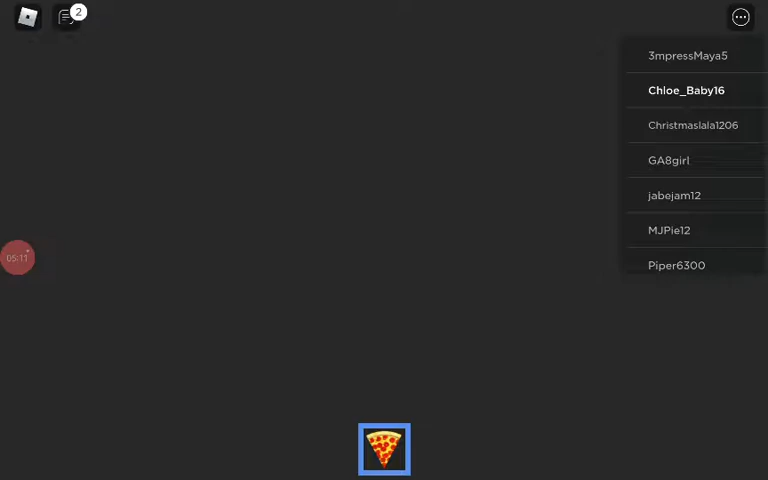 2
3mpressMaya5
Chloe_Baby16
Christmaslala1206
GA8girl
jabejam12
MJPie12
Piper6300
05:11